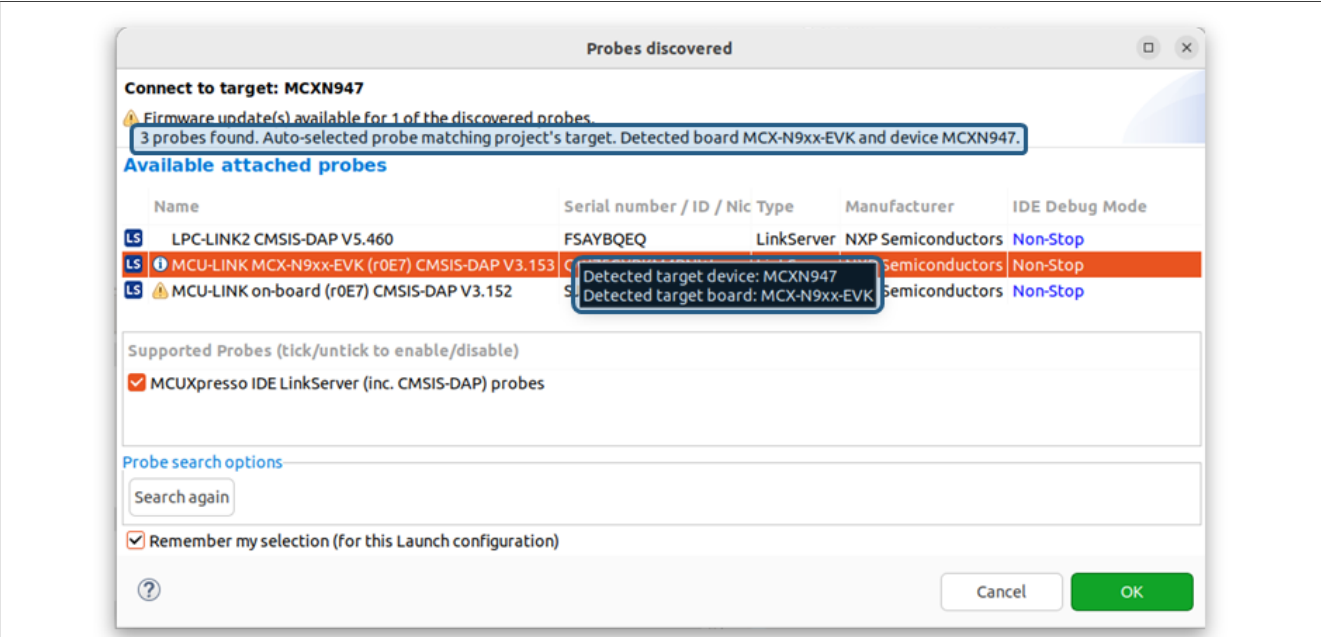 Probes discovered
Connect to target: MCXN947
Firmware update(s) available for 1 of the discovered probes.
3 probes found. Auto-selected probe matching project's target. Detected board MCX-N9xx-EVK and device MCXN947.
Available attached probes
Name Serial number / ID / Nic Type Manufacturer IDE Debug Mode
LS LPC-LINK2 CMSIS-DAP V5.460 FSAYBQEQ LinkServer NXP Semiconductors Non-Stop
LS MCU-LINK MCX-N9xx-EVK (r0E7) CMSIS-DAP V3.153 Semiconductors Non-Stop
Detected target device: MCXN947
LS MCU-LINK on-board (r0E7) CMSIS-DAP V3.152 Semiconductors Non-Stop
Detected target board: MCX-N9xx-EVK
Supported Probes (tick/untick to enable/disable)
MCUXpresso IDE LinkServer (inc. CMSIS-DAP) probes
Probe search options
Search again
Remember my selection (for this Launch configuration)
? Cancel OK